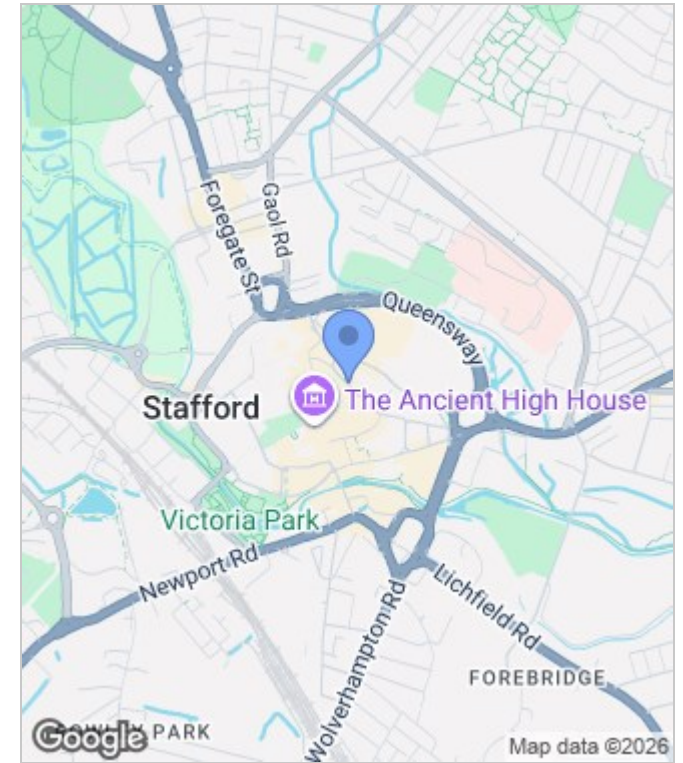 Foregate St
Gaol Rd
Queensway
Stafford
The Ancient High House
Victoria Park
Newport Rd
Wolverhampton Rd
Lichfield Rd
FOREBRIDGE
PARK
Google
Map data ©2026